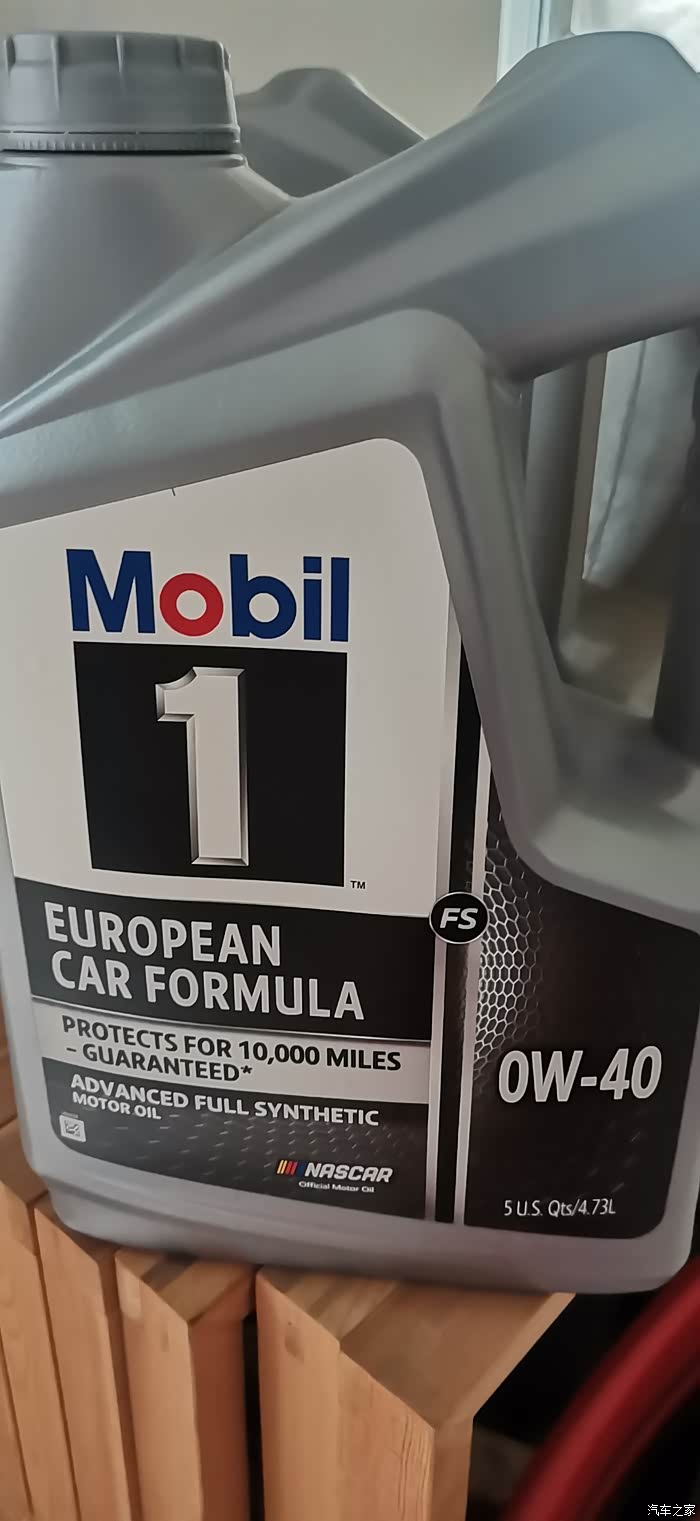 Mobil
1
TM
EUROPEAN
CAR FORMULA
FS
PROTECTS FOR 10,000 MILES
– GUARANTEED*
ADVANCED FULL SYNTHETIC
MOTOR OIL
NASCAR
Official Motor Oil
0W-40
5 U.S. Qts/4.73L
汽车之家